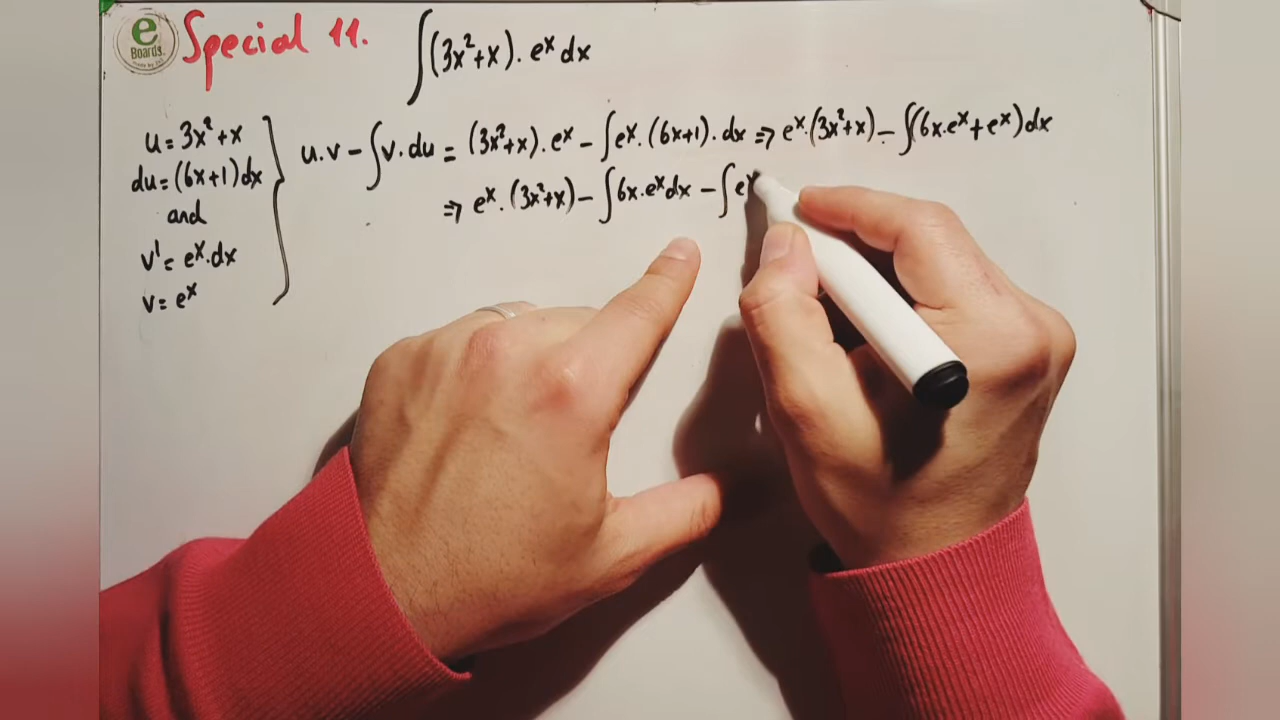 e
Boards.
Special 11.
∫(3x²+x). eˣ dx
u = 3x²+x
du = (6x+1)dx
and
v' = eˣ.dx
v = eˣ
u.v − ∫v.du = (3x²+x). eˣ − ∫eˣ.(6x+1).dx ⇒ eˣ.(3x²+x) − ∫(6x.eˣ+eˣ)dx
⇒ eˣ.(3x²+x) − ∫6x.eˣdx − ∫eˣ